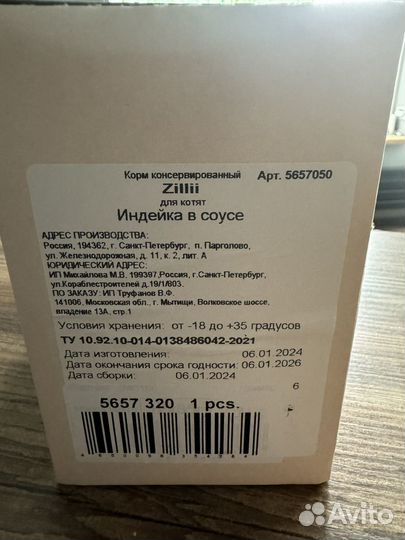 Корм консервированный Арт. 5657050
Zillii
для котят
Индейка в соусе
АДРЕС ПРОИЗВОДСТВА:
Россия, 194362, г. Санкт-Петербург, п. Парголово,
ул. Железнодорожная, д. 11, к. 2, лит. А
ЮРИДИЧЕСКИЙ АДРЕС:
ИП Михайлова М.В. 199397,Россия, г.Санкт-Петербург,
ул.Кораблестроителей д.19/1/603.
ПО ЗАКАЗУ: ИП Труфанов В.Ф.
141006, Московская обл., г. Мытищи, Волковское шоссе,
владение 13А, стр.1
Условия хранения: от -18 до +35 градусов
ТУ 10.92.10-014-0138486042-2021
Дата изготовления: 06.01.2024
Дата окончания срока годности: 06.01.2026
Дата сборки: 06.01.2024
6
5657 320 1 pcs.
Avito